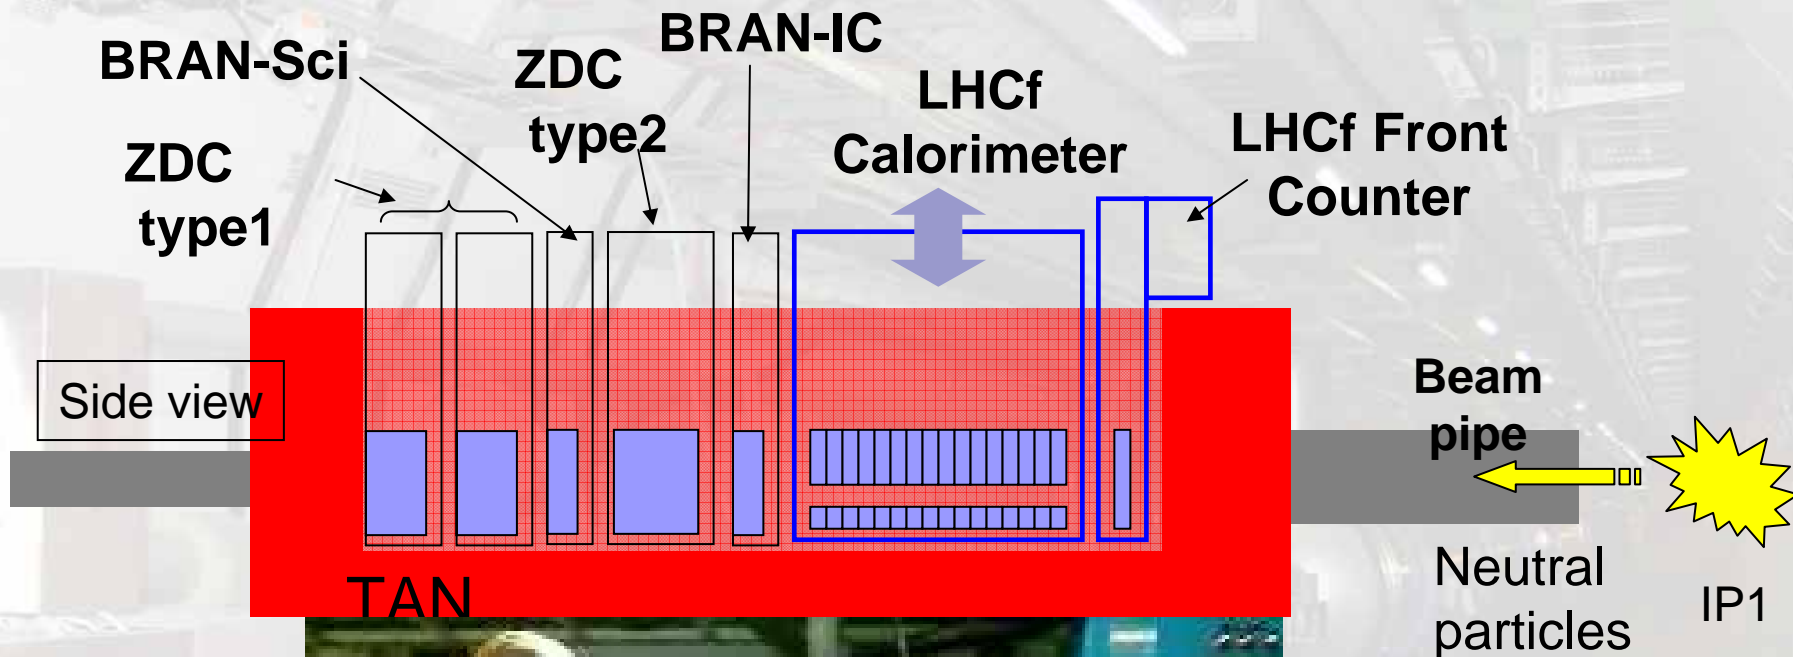 BRAN-Sci
ZDC
type2
BRAN-IC
LHCf
Calorimeter
LHCf Front
Counter
ZDC
type1
Side view
Beam
pipe
TAN
Neutral
particles
IP1